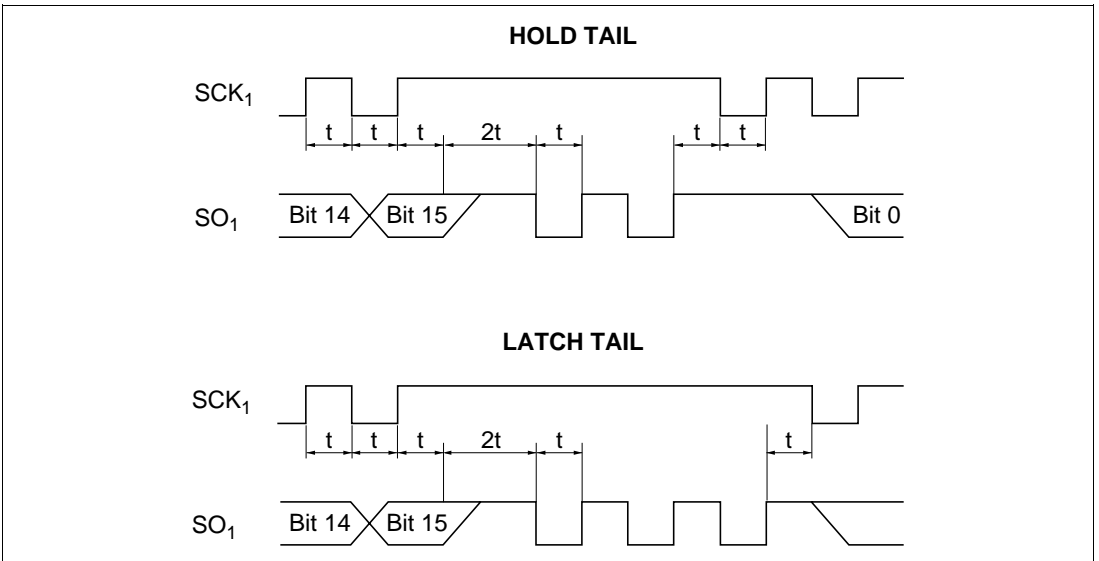 HOLD TAIL
SCK₁
t t t 2t t t t
SO₁ Bit 14 Bit 15 Bit 0
LATCH TAIL
SCK₁
t t t 2t t t
SO₁ Bit 14 Bit 15